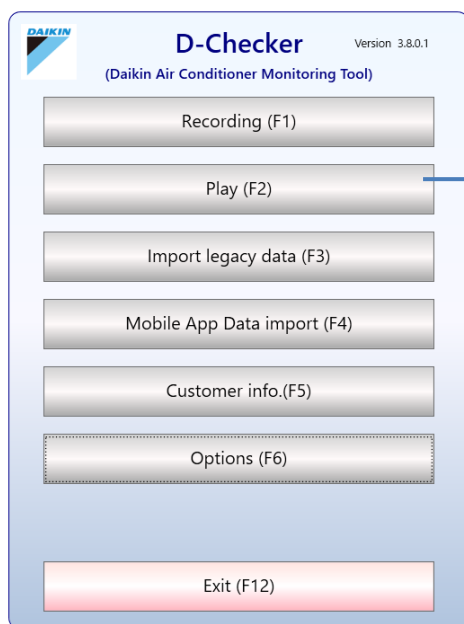 DAIKIN
D-Checker
Version 3.8.0.1
(Daikin Air Conditioner Monitoring Tool)
Recording (F1)
Play (F2)
Import legacy data (F3)
Mobile App Data import (F4)
Customer info.(F5)
Options (F6)
Exit (F12)